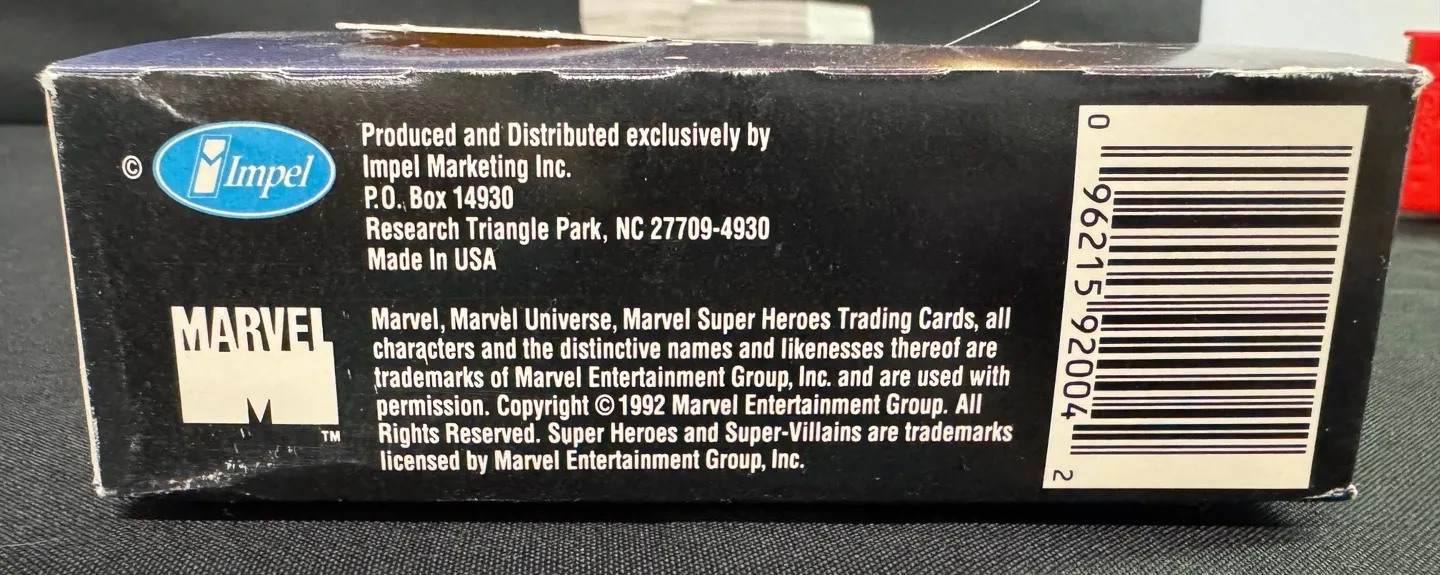 ©
Impel
Produced and Distributed exclusively by
Impel Marketing Inc.
P.O. Box 14930
Research Triangle Park, NC 27709-4930
Made In USA
MARVEL
M
TM
Marvel, Marvel Universe, Marvel Super Heroes Trading Cards, all
characters and the distinctive names and likenesses thereof are
trademarks of Marvel Entertainment Group, Inc. and are used with
permission. Copyright © 1992 Marvel Entertainment Group. All
Rights Reserved. Super Heroes and Super-Villains are trademarks
licensed by Marvel Entertainment Group, Inc.
0 96215 92004 2